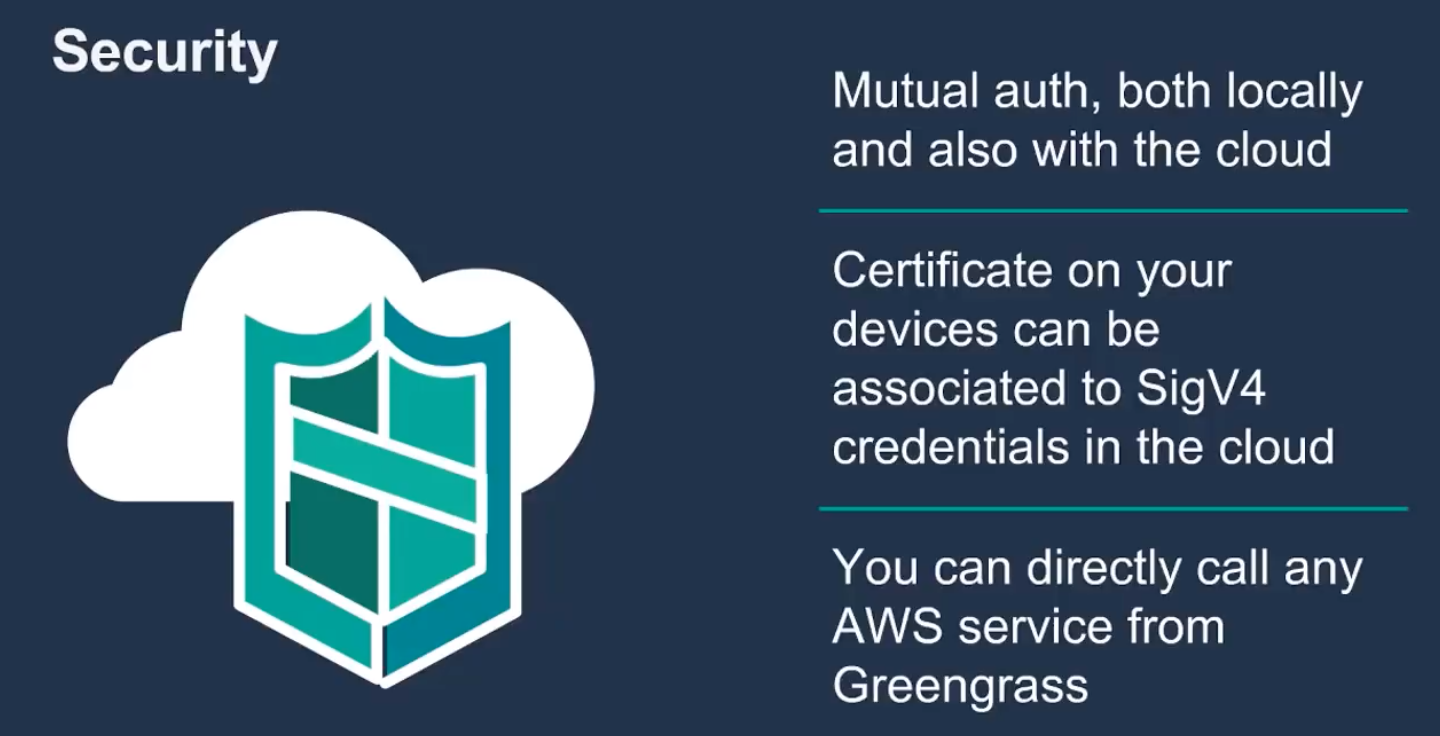 Security
Mutual auth, both locally
and also with the cloud
Certificate on your
devices can be
associated to SigV4
credentials in the cloud
You can directly call any
AWS service from
Greengrass